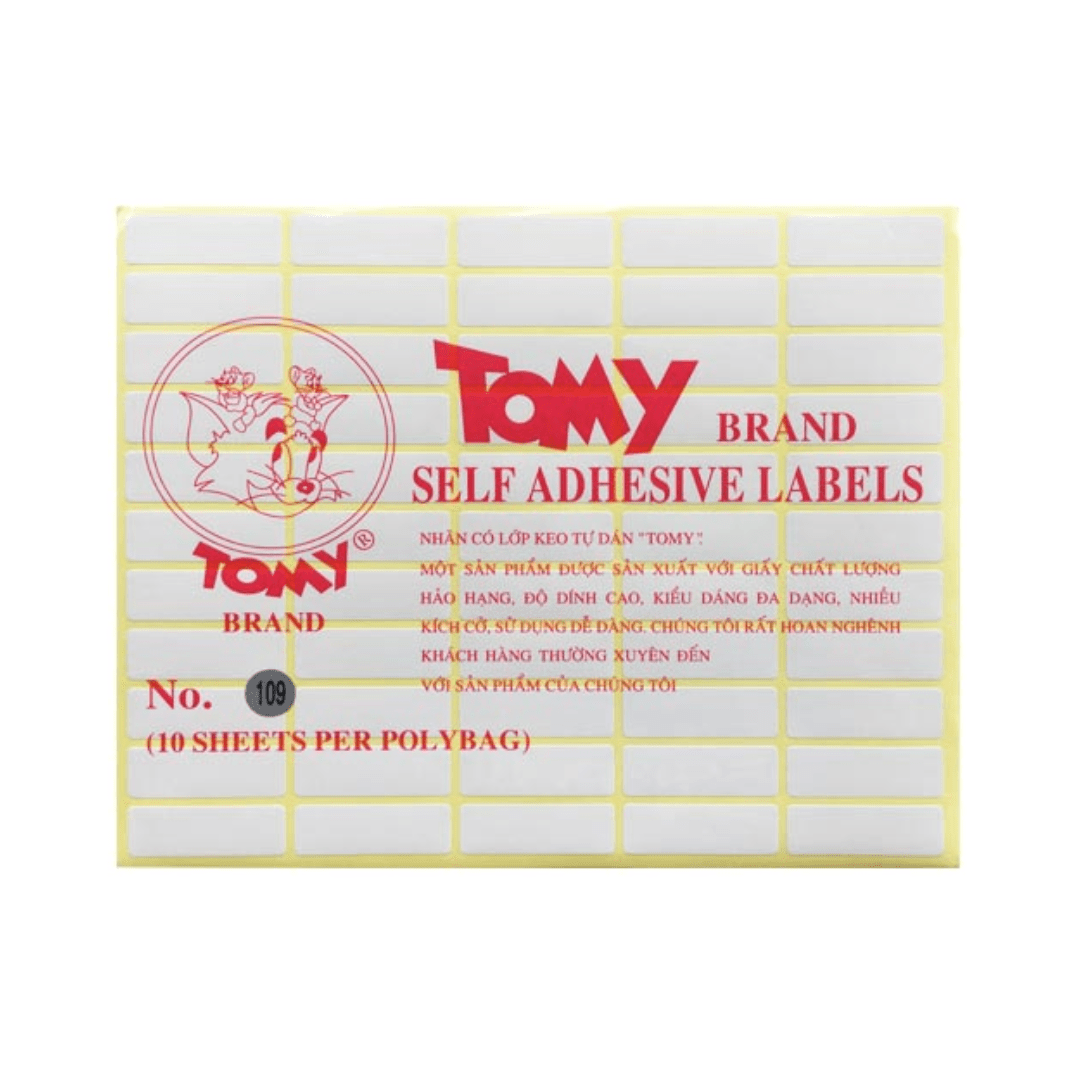 TOMY BRAND
SELF ADHESIVE LABELS
NHÃN CÓ LỚP KEO TỰ DÁN "TOMY".
MỘT SẢN PHẨM ĐƯỢC SẢN XUẤT VỚI GIẤY CHẤT LƯỢNG
HẢO HẠNG, ĐỘ DÍNH CAO, KIỂU DÁNG ĐA DẠNG, NHIỀU
KÍCH CỠ, SỬ DỤNG DỄ DÀNG. CHÚNG TÔI RẤT HOAN NGHÊNH
KHÁCH HÀNG THƯỜNG XUYÊN ĐẾN
VỚI SẢN PHẨM CỦA CHÚNG TÔI
TOMY®
BRAND
No. 109
(10 SHEETS PER POLYBAG)